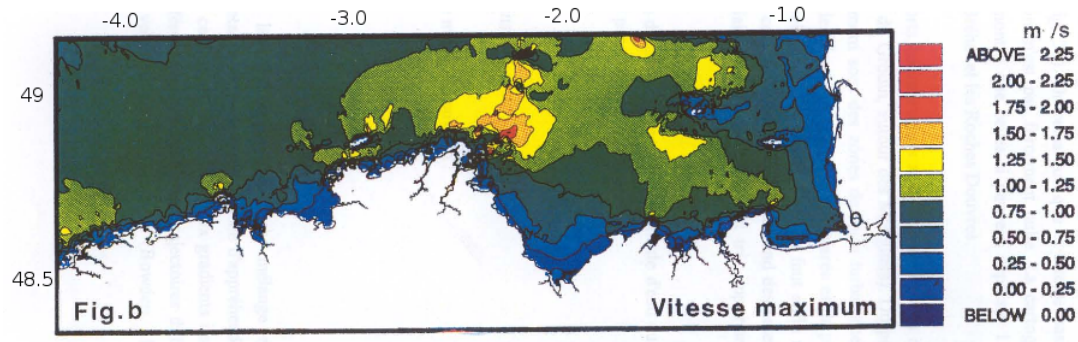 -4.0 -3.0 -2.0 -1.0
49
48.5
Fig.b
Vitesse maximum
m /s
ABOVE 2.25
2.00 - 2.25
1.75 - 2.00
1.50 - 1.75
1.25 - 1.50
1.00 - 1.25
0.75 - 1.00
0.50 - 0.75
0.25 - 0.50
0.00 - 0.25
BELOW 0.00